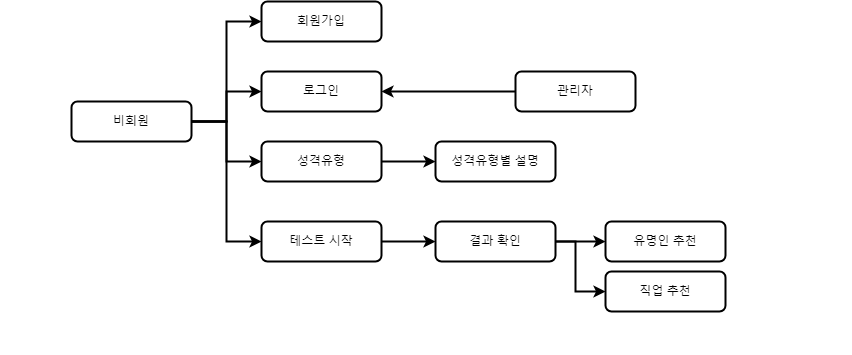 회원가입
로그인
관리자
비회원
성격유형
성격유형별 설명
테스트 시작
결과 확인
유명인 추천
직업 추천